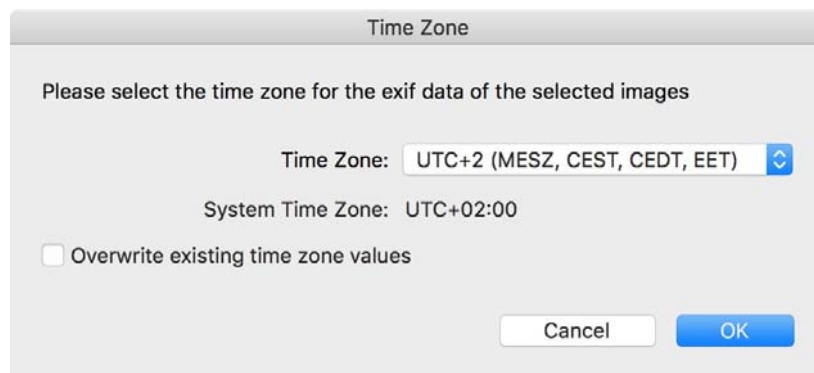 Time Zone
Please select the time zone for the exif data of the selected images
Time Zone: UTC+2 (MESZ, CEST, CEDT, EET)
System Time Zone: UTC+02:00
Overwrite existing time zone values
Cancel OK